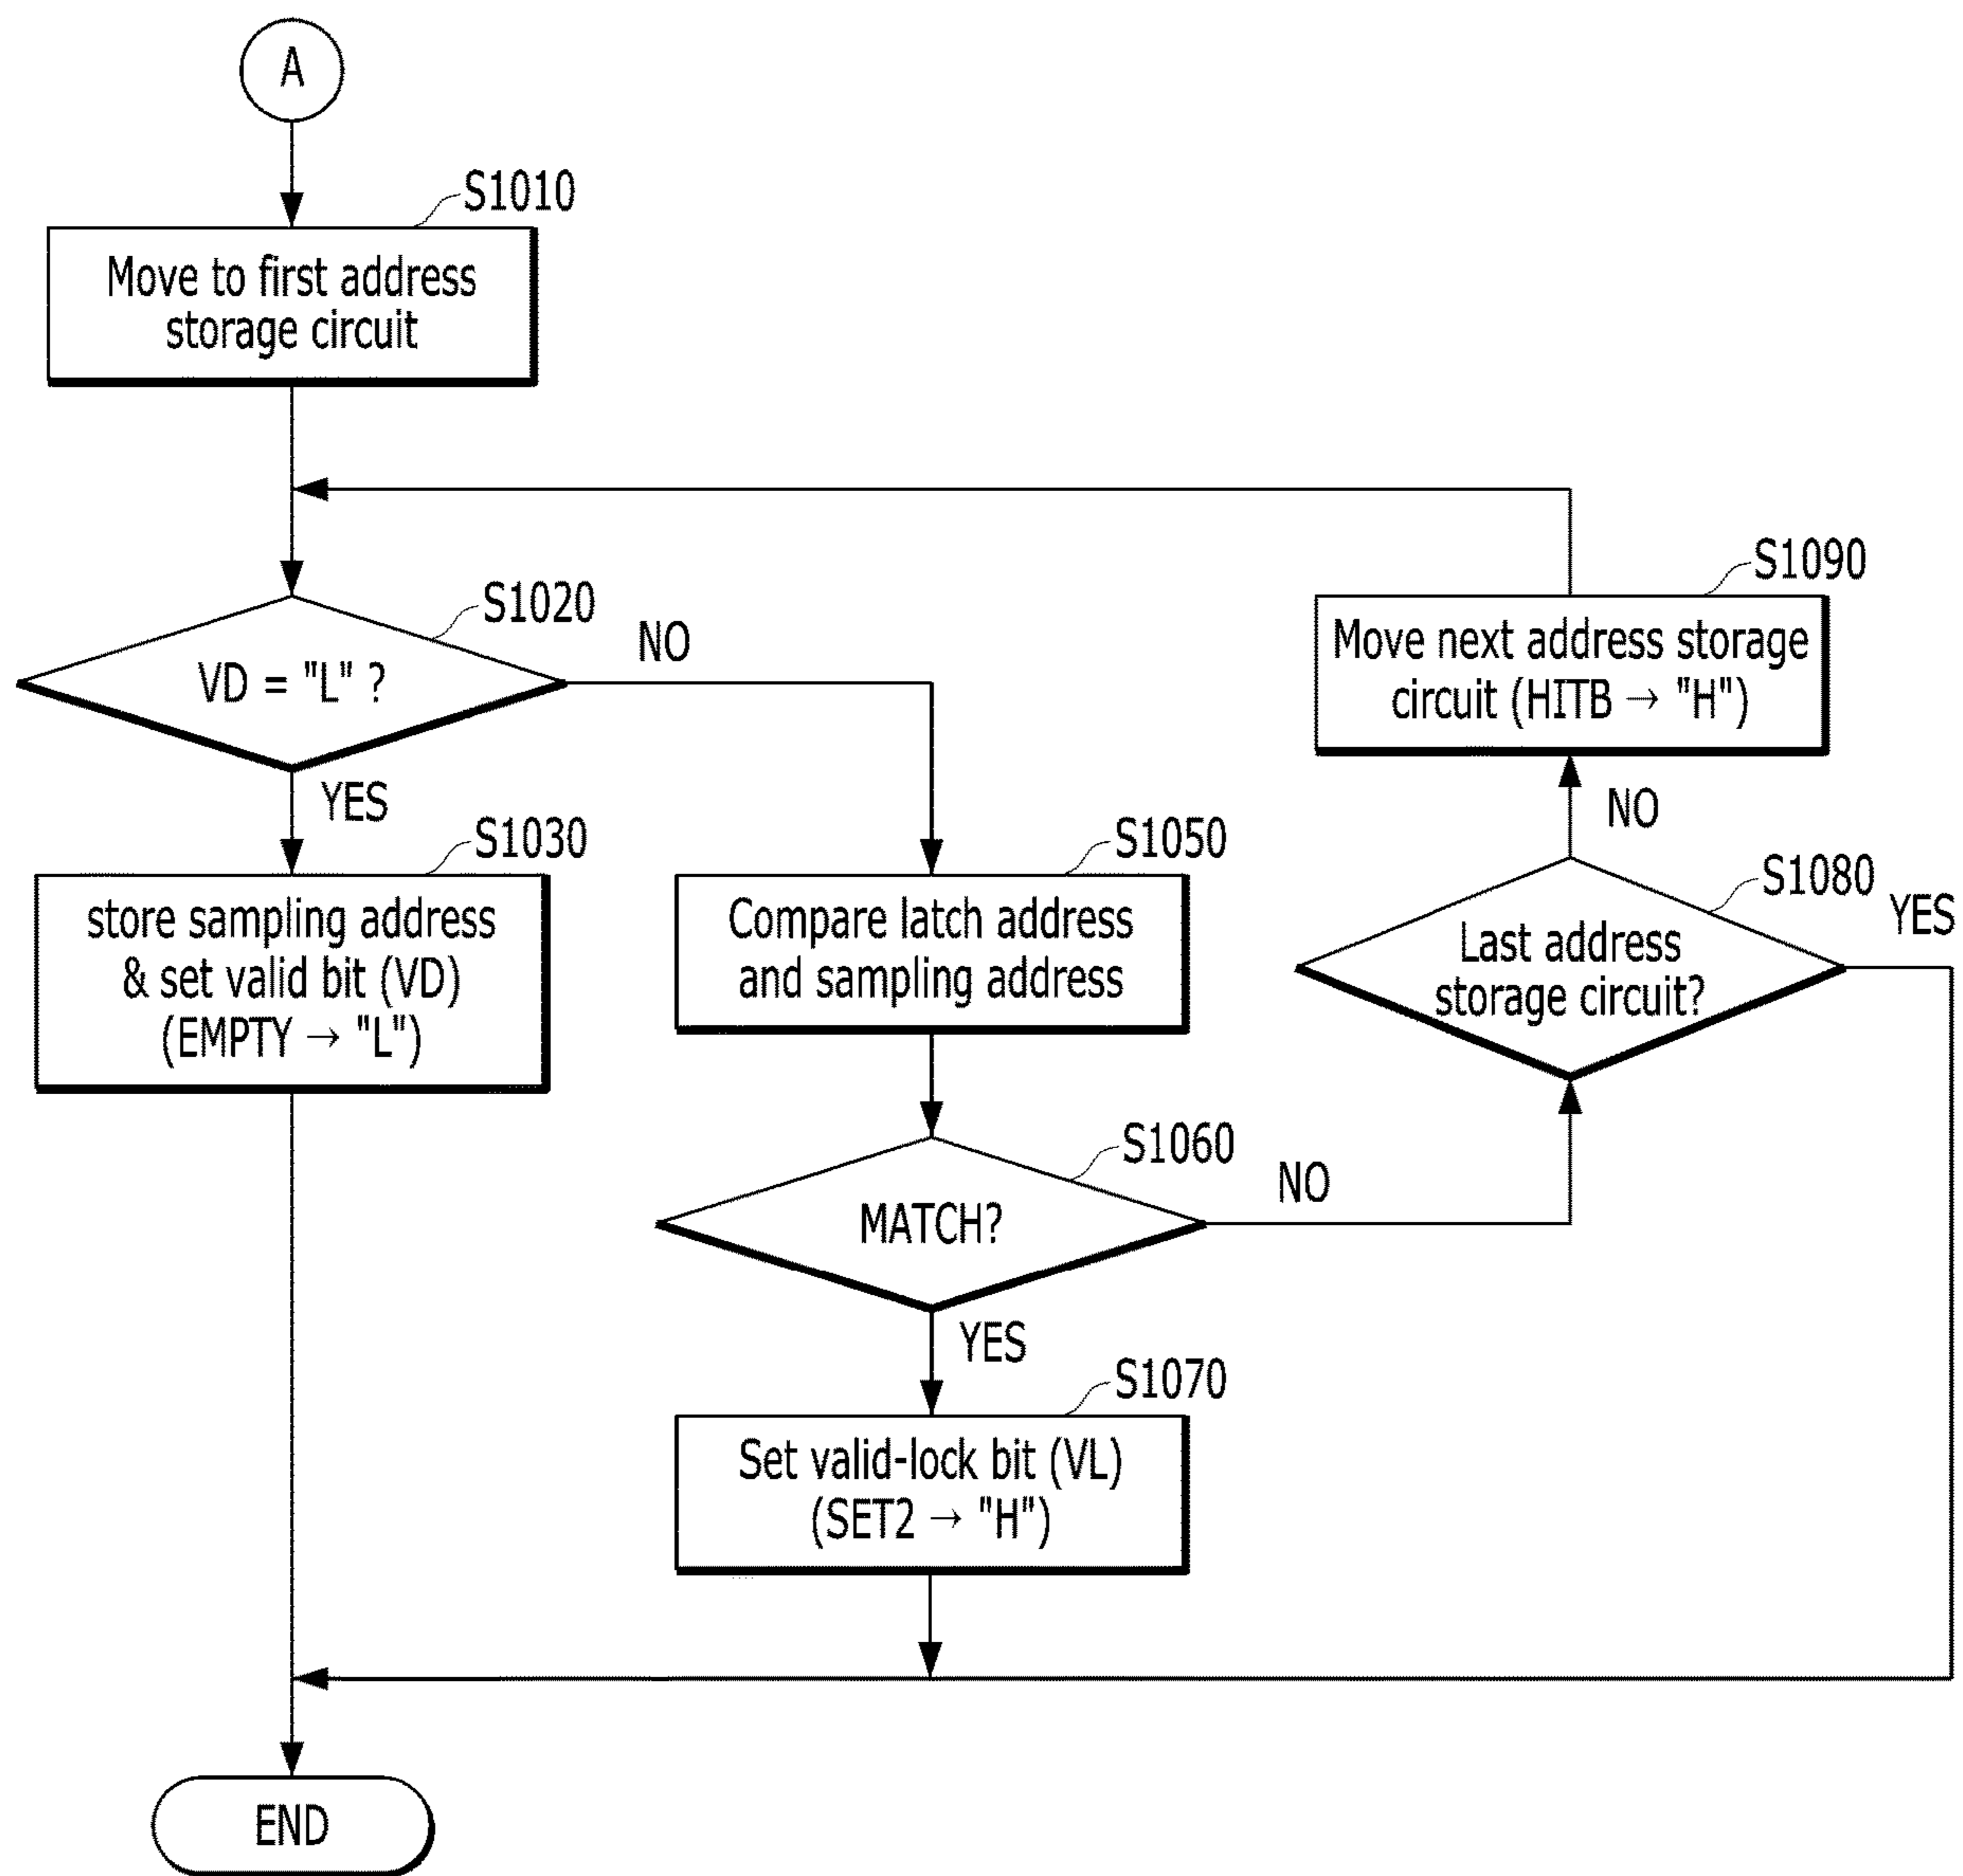 A
S1010
Move to first address
storage circuit
S1020
VD = "L" ?
NO
YES
S1030
store sampling address
& set valid bit (VD)
(EMPTY → "L")
S1050
Compare latch address
and sampling address
S1060
MATCH?
NO
YES
S1070
Set valid-lock bit (VL)
(SET2 → "H")
S1080
Last address
storage circuit?
YES
NO
S1090
Move next address storage
circuit (HITB → "H")
END